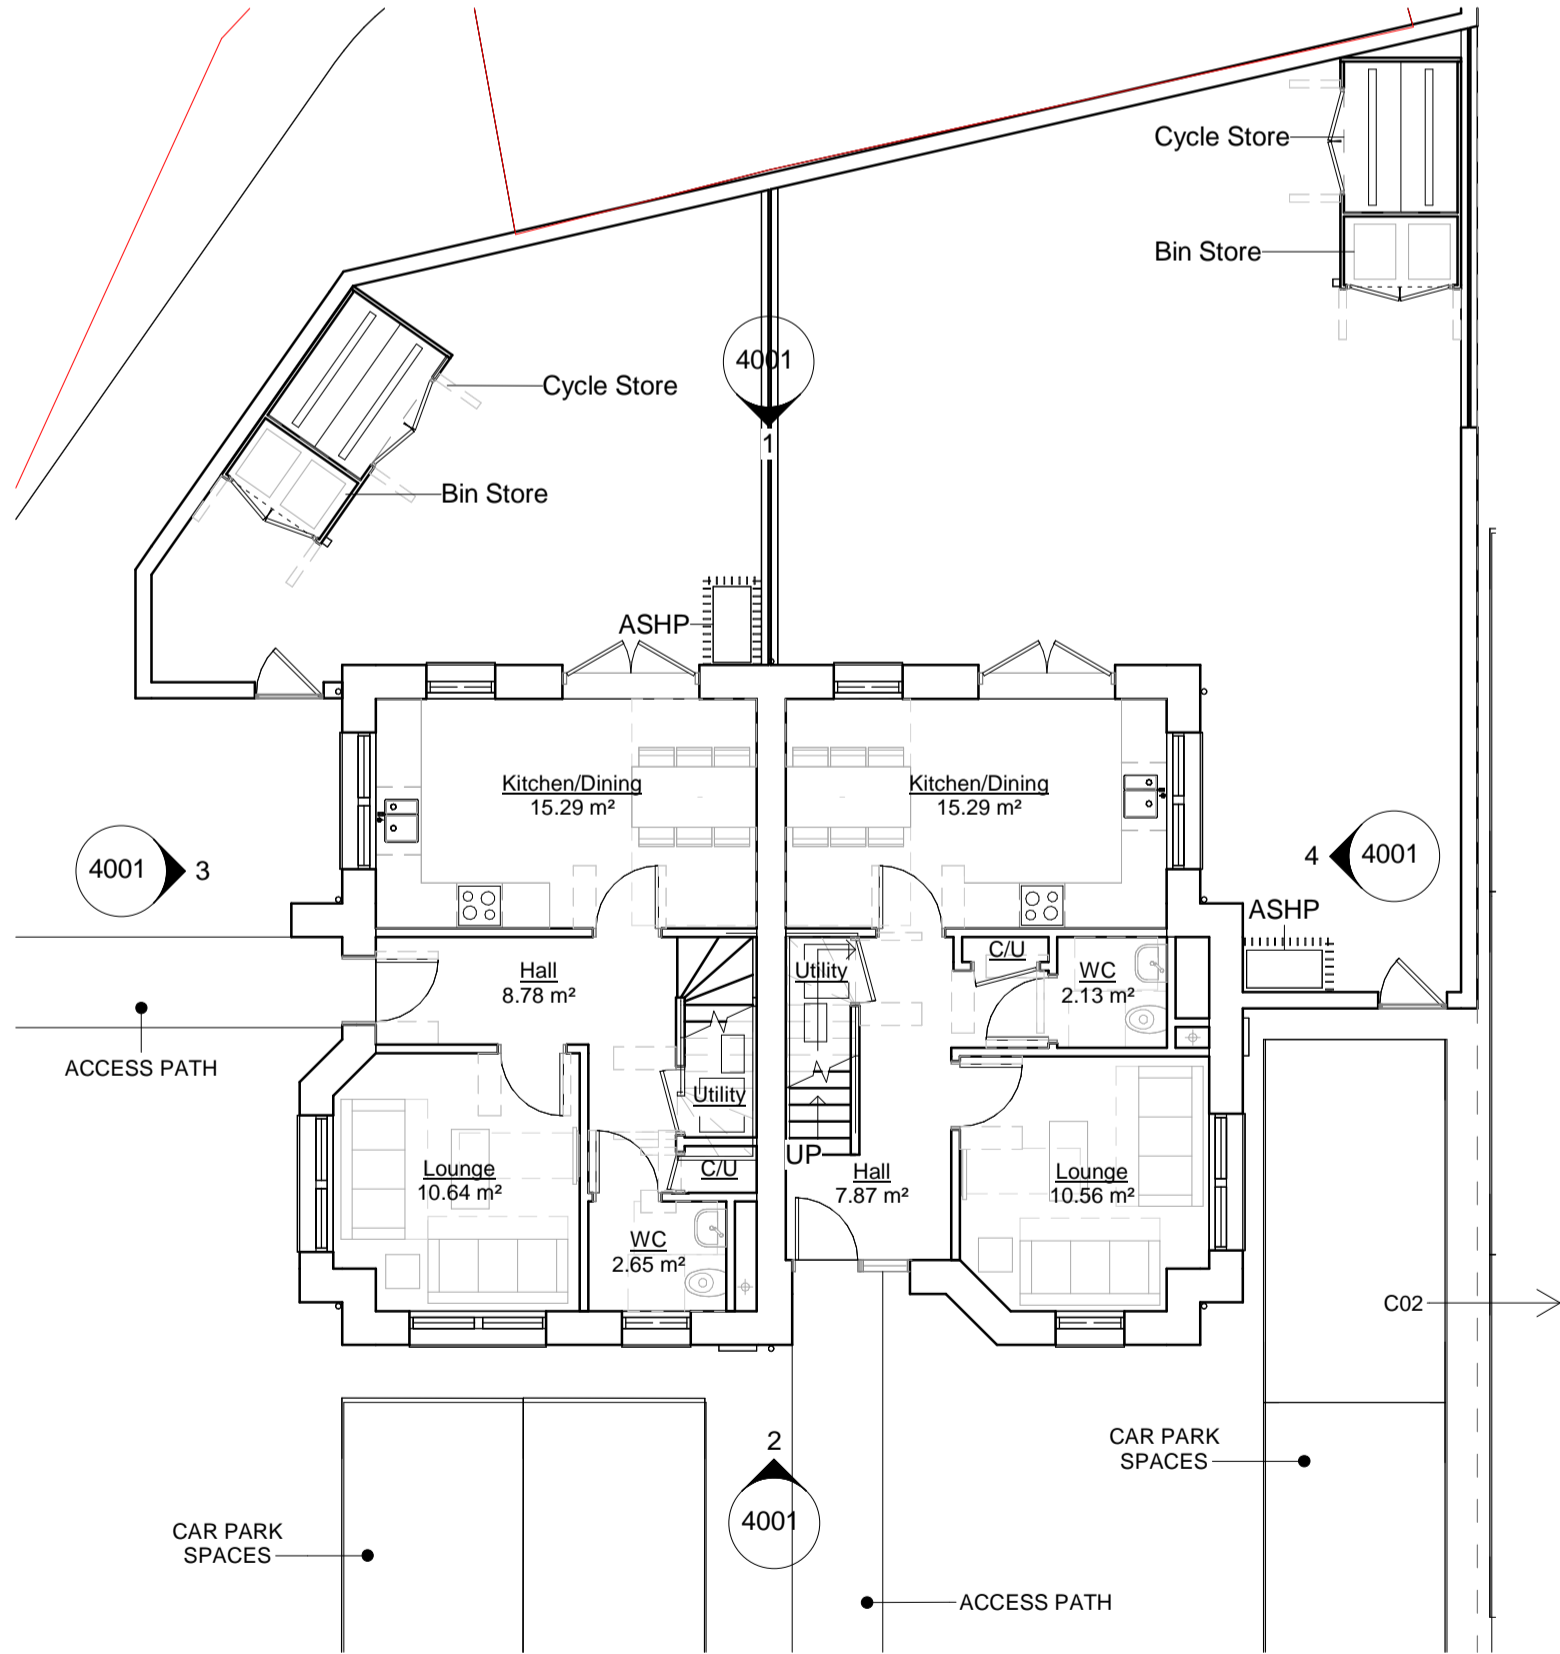 Cycle Store
Bin Store
4001
1
Cycle Store
Bin Store
ASHP
Kitchen/Dining
15.29 m²
Kitchen/Dining
15.29 m²
4001
3
4
4001
ASHP
Hall
8.78 m²
Utility
C/U
WC
2.13 m²
ACCESS PATH
Utility
UP
Lounge
10.64 m²
C/U
Hall
7.87 m²
Lounge
10.56 m²
WC
2.65 m²
C02
2
4001
CAR PARK
SPACES
CAR PARK
SPACES
ACCESS PATH